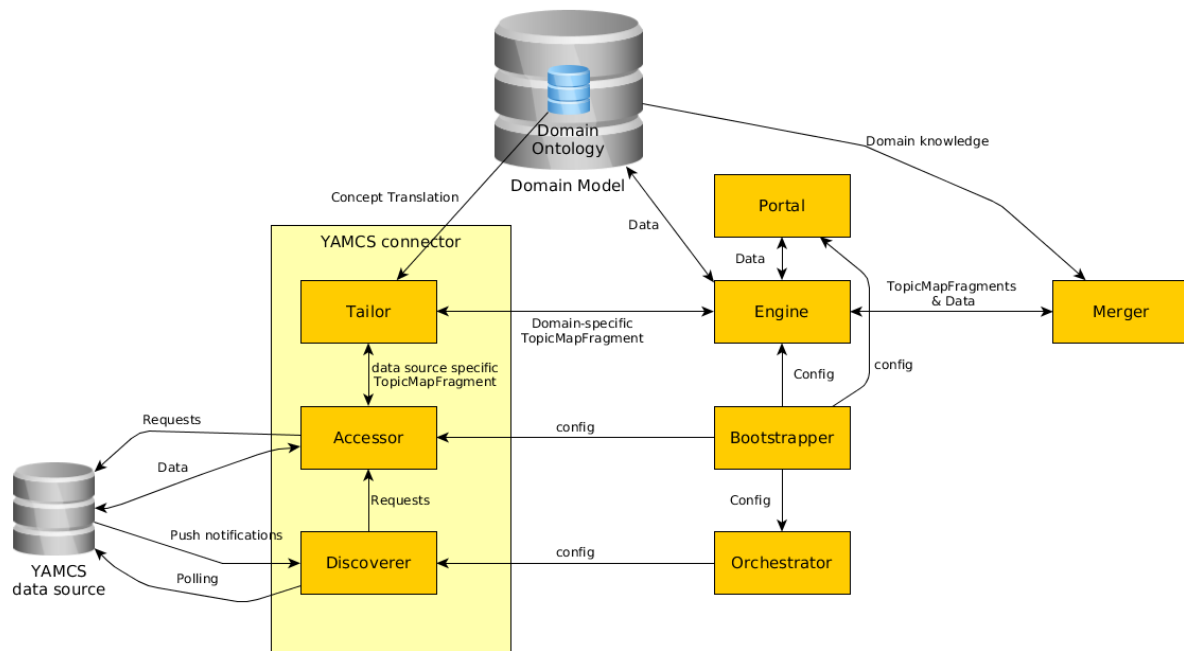 Domain
Ontology
Domain Model
Domain knowledge
Concept Translation
Portal
Data
YAMCS connector
Data
Tailor
Engine
TopicMapFragments
& Data
Merger
Domain-specific
TopicMapFragment
data source specific
TopicMapFragment
Config
config
Requests
Accessor
config
Bootstrapper
Data
Requests
Config
Push notifications
Discoverer
config
Orchestrator
YAMCS
data source
Polling